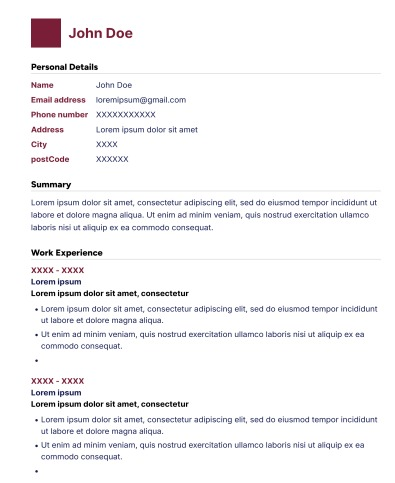 John Doe
Personal Details
Name John Doe
Email address loremipsum@gmail.com
Phone number XXXXXXXXXXX
Address Lorem ipsum dolor sit amet
City XXXX
postCode XXXXXX
Summary
Lorem ipsum dolor sit amet, consectetur adipiscing elit, sed do eiusmod tempor incididunt ut
labore et dolore magna aliqua. Ut enim ad minim veniam, quis nostrud exercitation ullamco
laboris nisi ut aliquip ex ea commodo consequat.
Work Experience
XXXX - XXXX
Lorem ipsum
Lorem ipsum dolor sit amet, consectetur
• Lorem ipsum dolor sit amet, consectetur adipiscing elit, sed do eiusmod tempor incididunt
ut labore et dolore magna aliqua.
• Ut enim ad minim veniam, quis nostrud exercitation ullamco laboris nisi ut aliquip ex ea
commodo consequat.
•
XXXX - XXXX
Lorem ipsum
Lorem ipsum dolor sit amet, consectetur
• Lorem ipsum dolor sit amet, consectetur adipiscing elit, sed do eiusmod tempor incididunt
ut labore et dolore magna aliqua.
• Ut enim ad minim veniam, quis nostrud exercitation ullamco laboris nisi ut aliquip ex ea
commodo consequat.
•